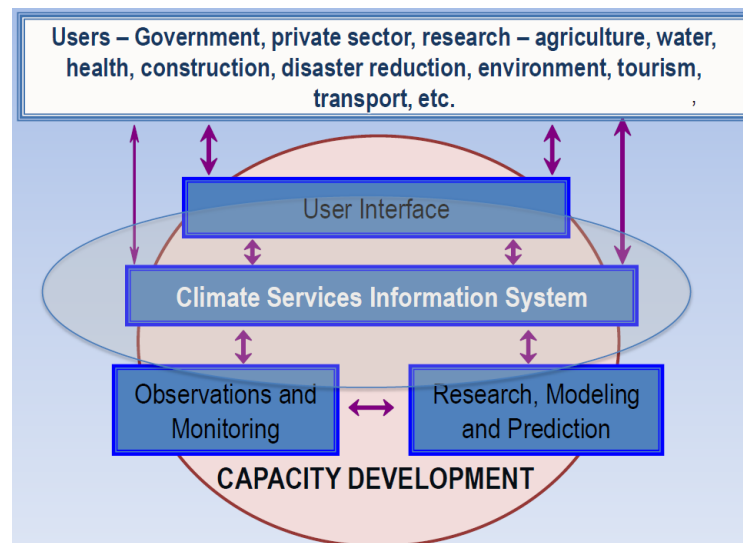 Users – Government, private sector, research – agriculture, water,
health, construction, disaster reduction, environment, tourism,
transport, etc. ,
User Interface
Climate Services Information System
Observations and
Monitoring
Research, Modeling
and Prediction
CAPACITY DEVELOPMENT